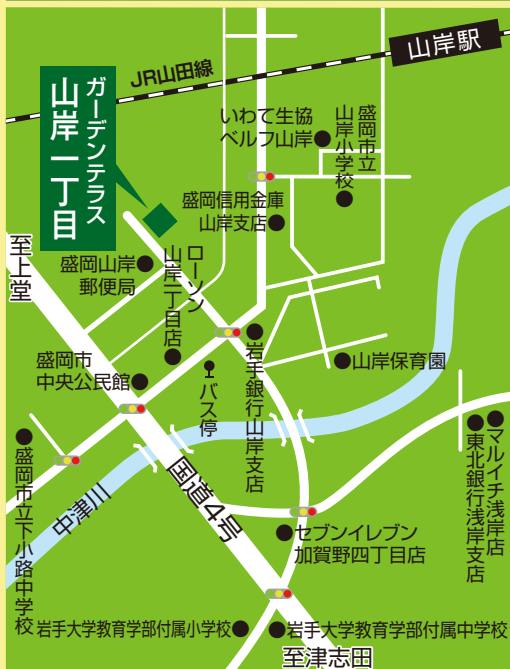 山岸駅
JR山田線
ガーデンテラス
山岸一丁目
いわて生協
ベルフ山岸
盛岡市立
山岸小学校
盛岡信用金庫
山岸支店
至上堂
盛岡山岸
郵便局
ローソン
山岸一丁目店
盛岡市
中央公民館
バス停
岩手銀行山岸支店
山岸保育園
盛岡市立下小路中学校
中津川
国道4号
マルイチ浅岸店
東北銀行浅岸支店
セブンイレブン
加賀野四丁目店
岩手大学教育学部付属小学校
岩手大学教育学部付属中学校
至津志田